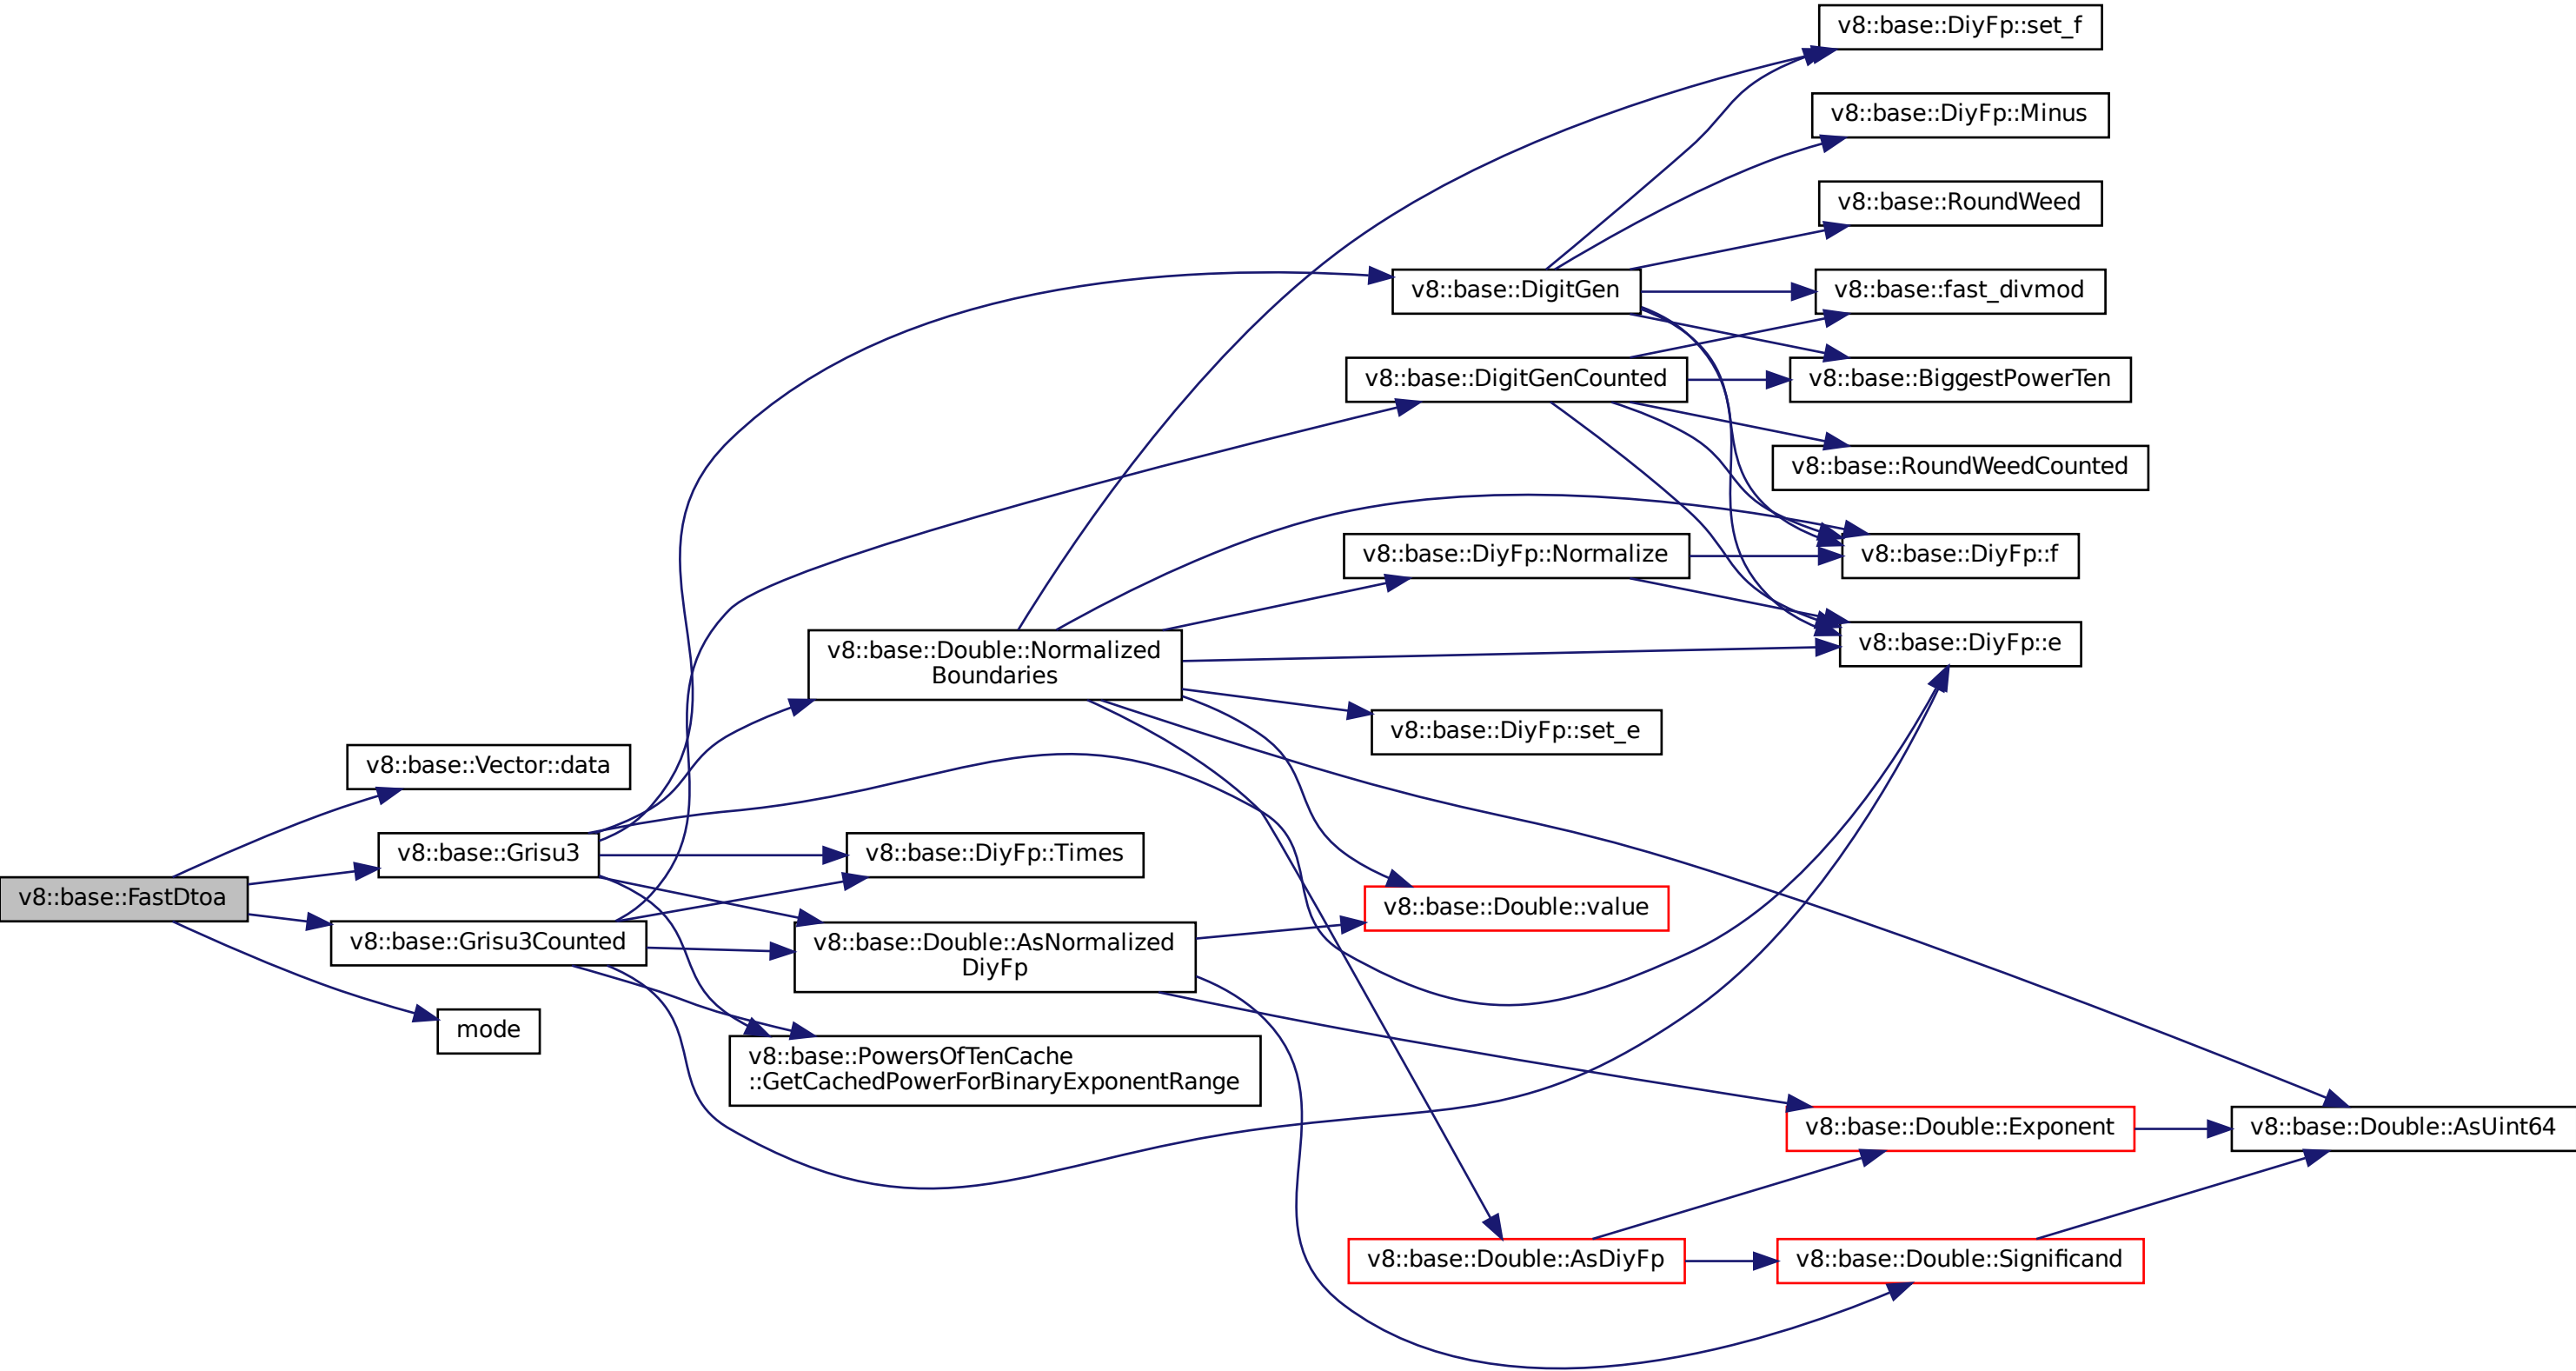 v8::base::FastDtoa
v8::base::Vector::data
v8::base::Grisu3
v8::base::Grisu3Counted
mode
v8::base::Double::Normalized
Boundaries
v8::base::DiyFp::Times
v8::base::Double::AsNormalized
DiyFp
v8::base::PowersOfTenCache
::GetCachedPowerForBinaryExponentRange
v8::base::DigitGen
v8::base::DigitGenCounted
v8::base::DiyFp::Normalize
v8::base::DiyFp::set_e
v8::base::Double::value
v8::base::Double::AsDiyFp
v8::base::DiyFp::set_f
v8::base::DiyFp::Minus
v8::base::RoundWeed
v8::base::fast_divmod
v8::base::BiggestPowerTen
v8::base::RoundWeedCounted
v8::base::DiyFp::f
v8::base::DiyFp::e
v8::base::Double::Exponent
v8::base::Double::Significand
v8::base::Double::AsUint64